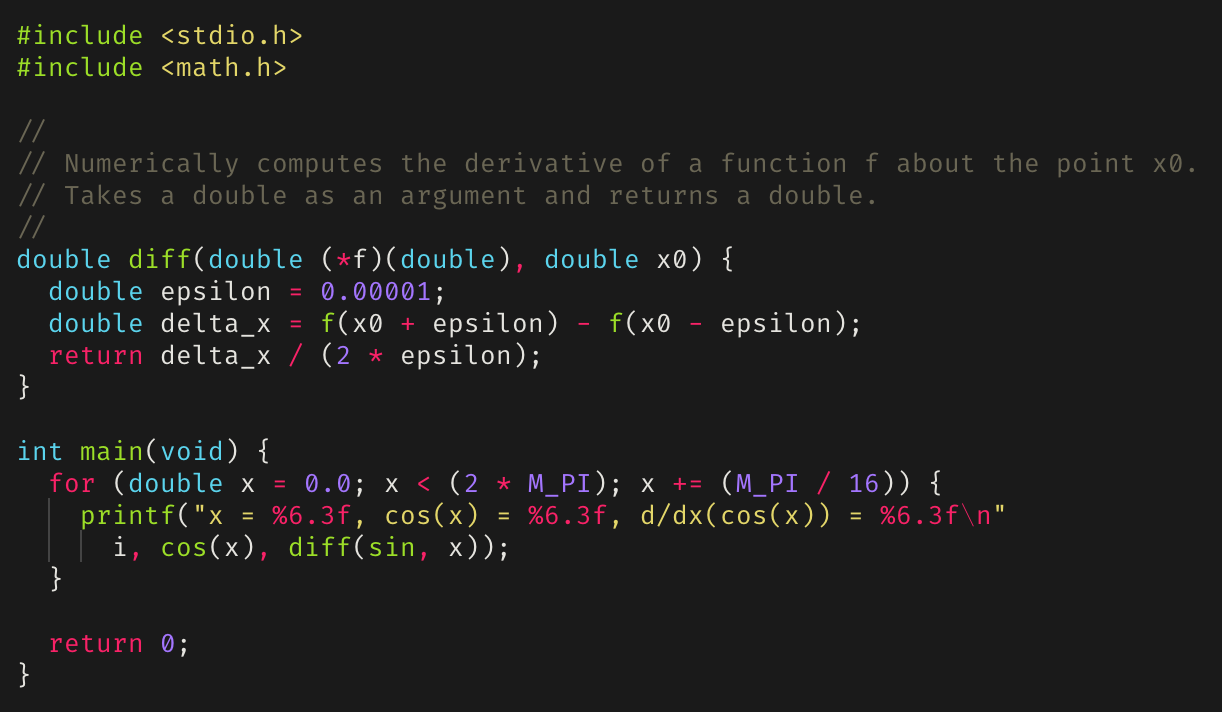 #include <stdio.h>
#include <math.h>

//
// Numerically computes the derivative of a function f about the point x0.
// Takes a double as an argument and returns a double.
//
double diff(double (*f)(double), double x0) {
  double epsilon = 0.00001;
  double delta_x = f(x0 + epsilon) - f(x0 - epsilon);
  return delta_x / (2 * epsilon);
}

int main(void) {
  for (double x = 0.0; x < (2 * M_PI); x += (M_PI / 16)) {
    printf("x = %6.3f, cos(x) = %6.3f, d/dx(cos(x)) = %6.3f\n"
      i, cos(x), diff(sin, x));
  }

  return 0;
}